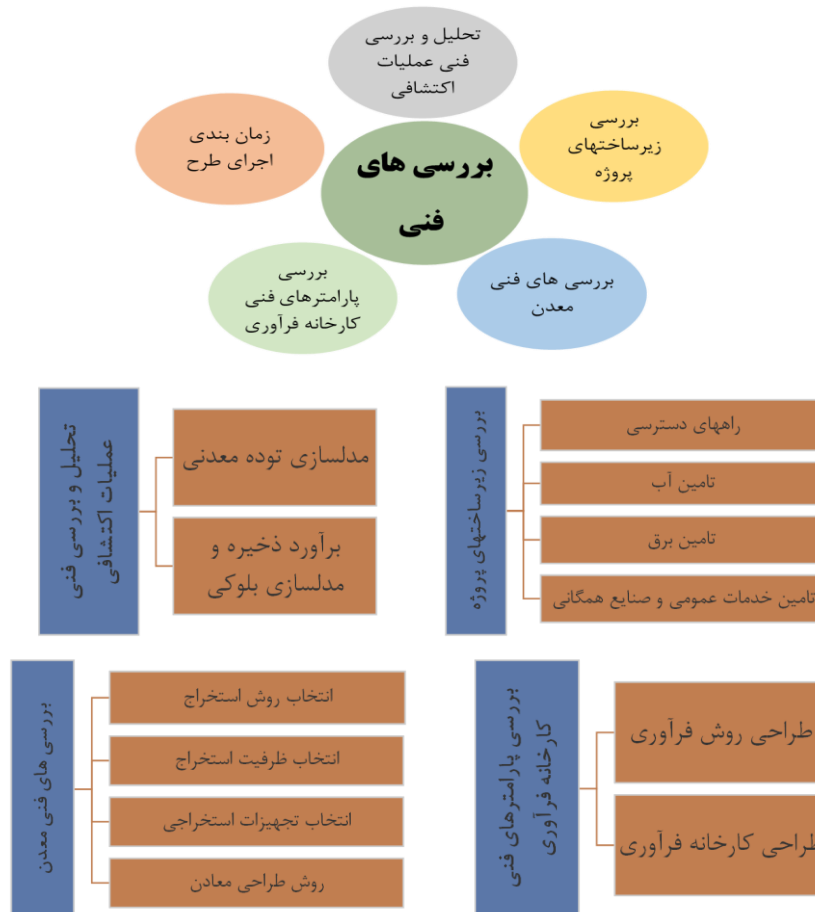 تحلیل و بررسی
فنی عملیات
اکتشافی
بررسی
زیرساختهای
پروژه
زمان بندی
اجرای طرح
بررسی های
فنی
بررسی های فنی
معدن
بررسی
پارامترهای فنی
کارخانه فرآوری
بررسی زیرساختهای پروژه
راههای دسترسی
تامین آب
تامین برق
تامین خدمات عمومی و صنایع همگانی
تحلیل و بررسی فنی
عملیات اکتشافی
مدلسازی توده معدنی
برآورد ذخیره و
مدلسازی بلوکی
بررسی پارامترهای فنی
کارخانه فرآوری
طراحی روش فرآوری
طراحی کارخانه فرآوری
بررسی های فنی معدن
انتخاب روش استخراج
انتخاب ظرفیت استخراج
انتخاب تجهیزات استخراجی
روش طراحی معادن